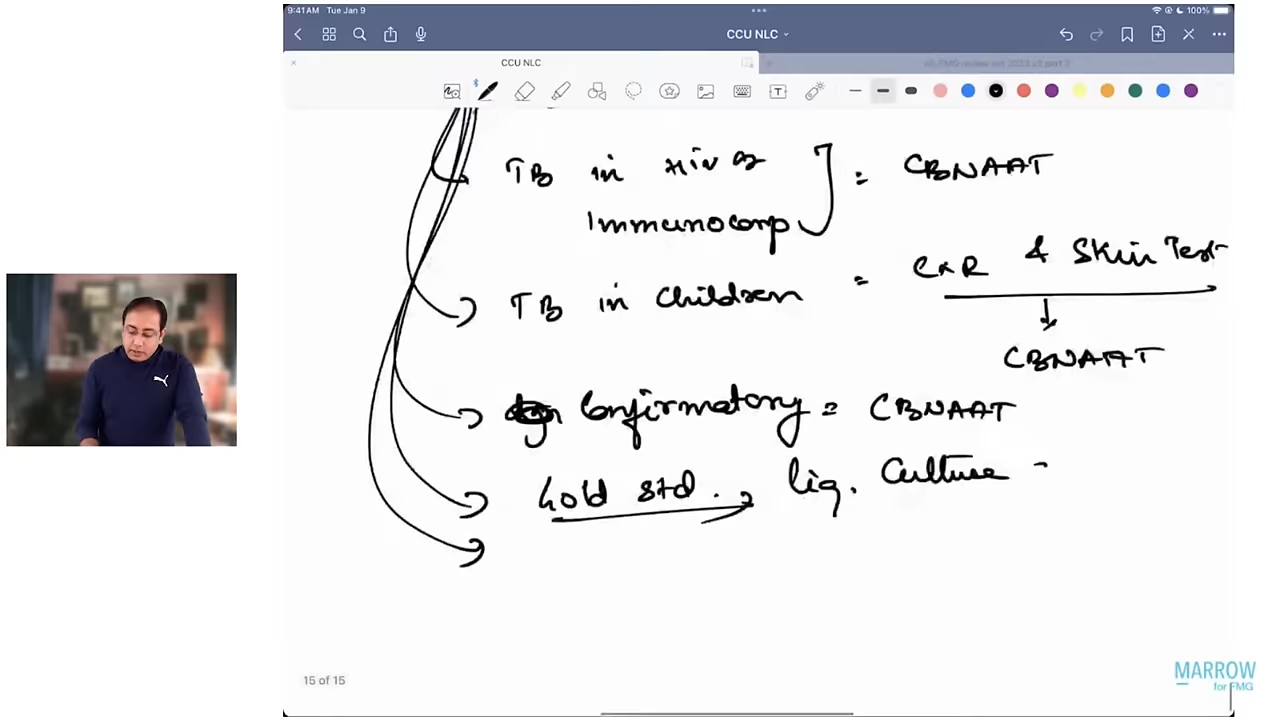 9:41 AM Tue Jan 9
100%
CCU NLC
CCU NLC
TB in HIV or
Immunocomp
= CBNAAT
TB in Children = CXR & Skin Test
CBNAAT
Confirmatory = CBNAAT
Gold Std. → Liq. Culture -
15 of 15
MARROW
for FMG